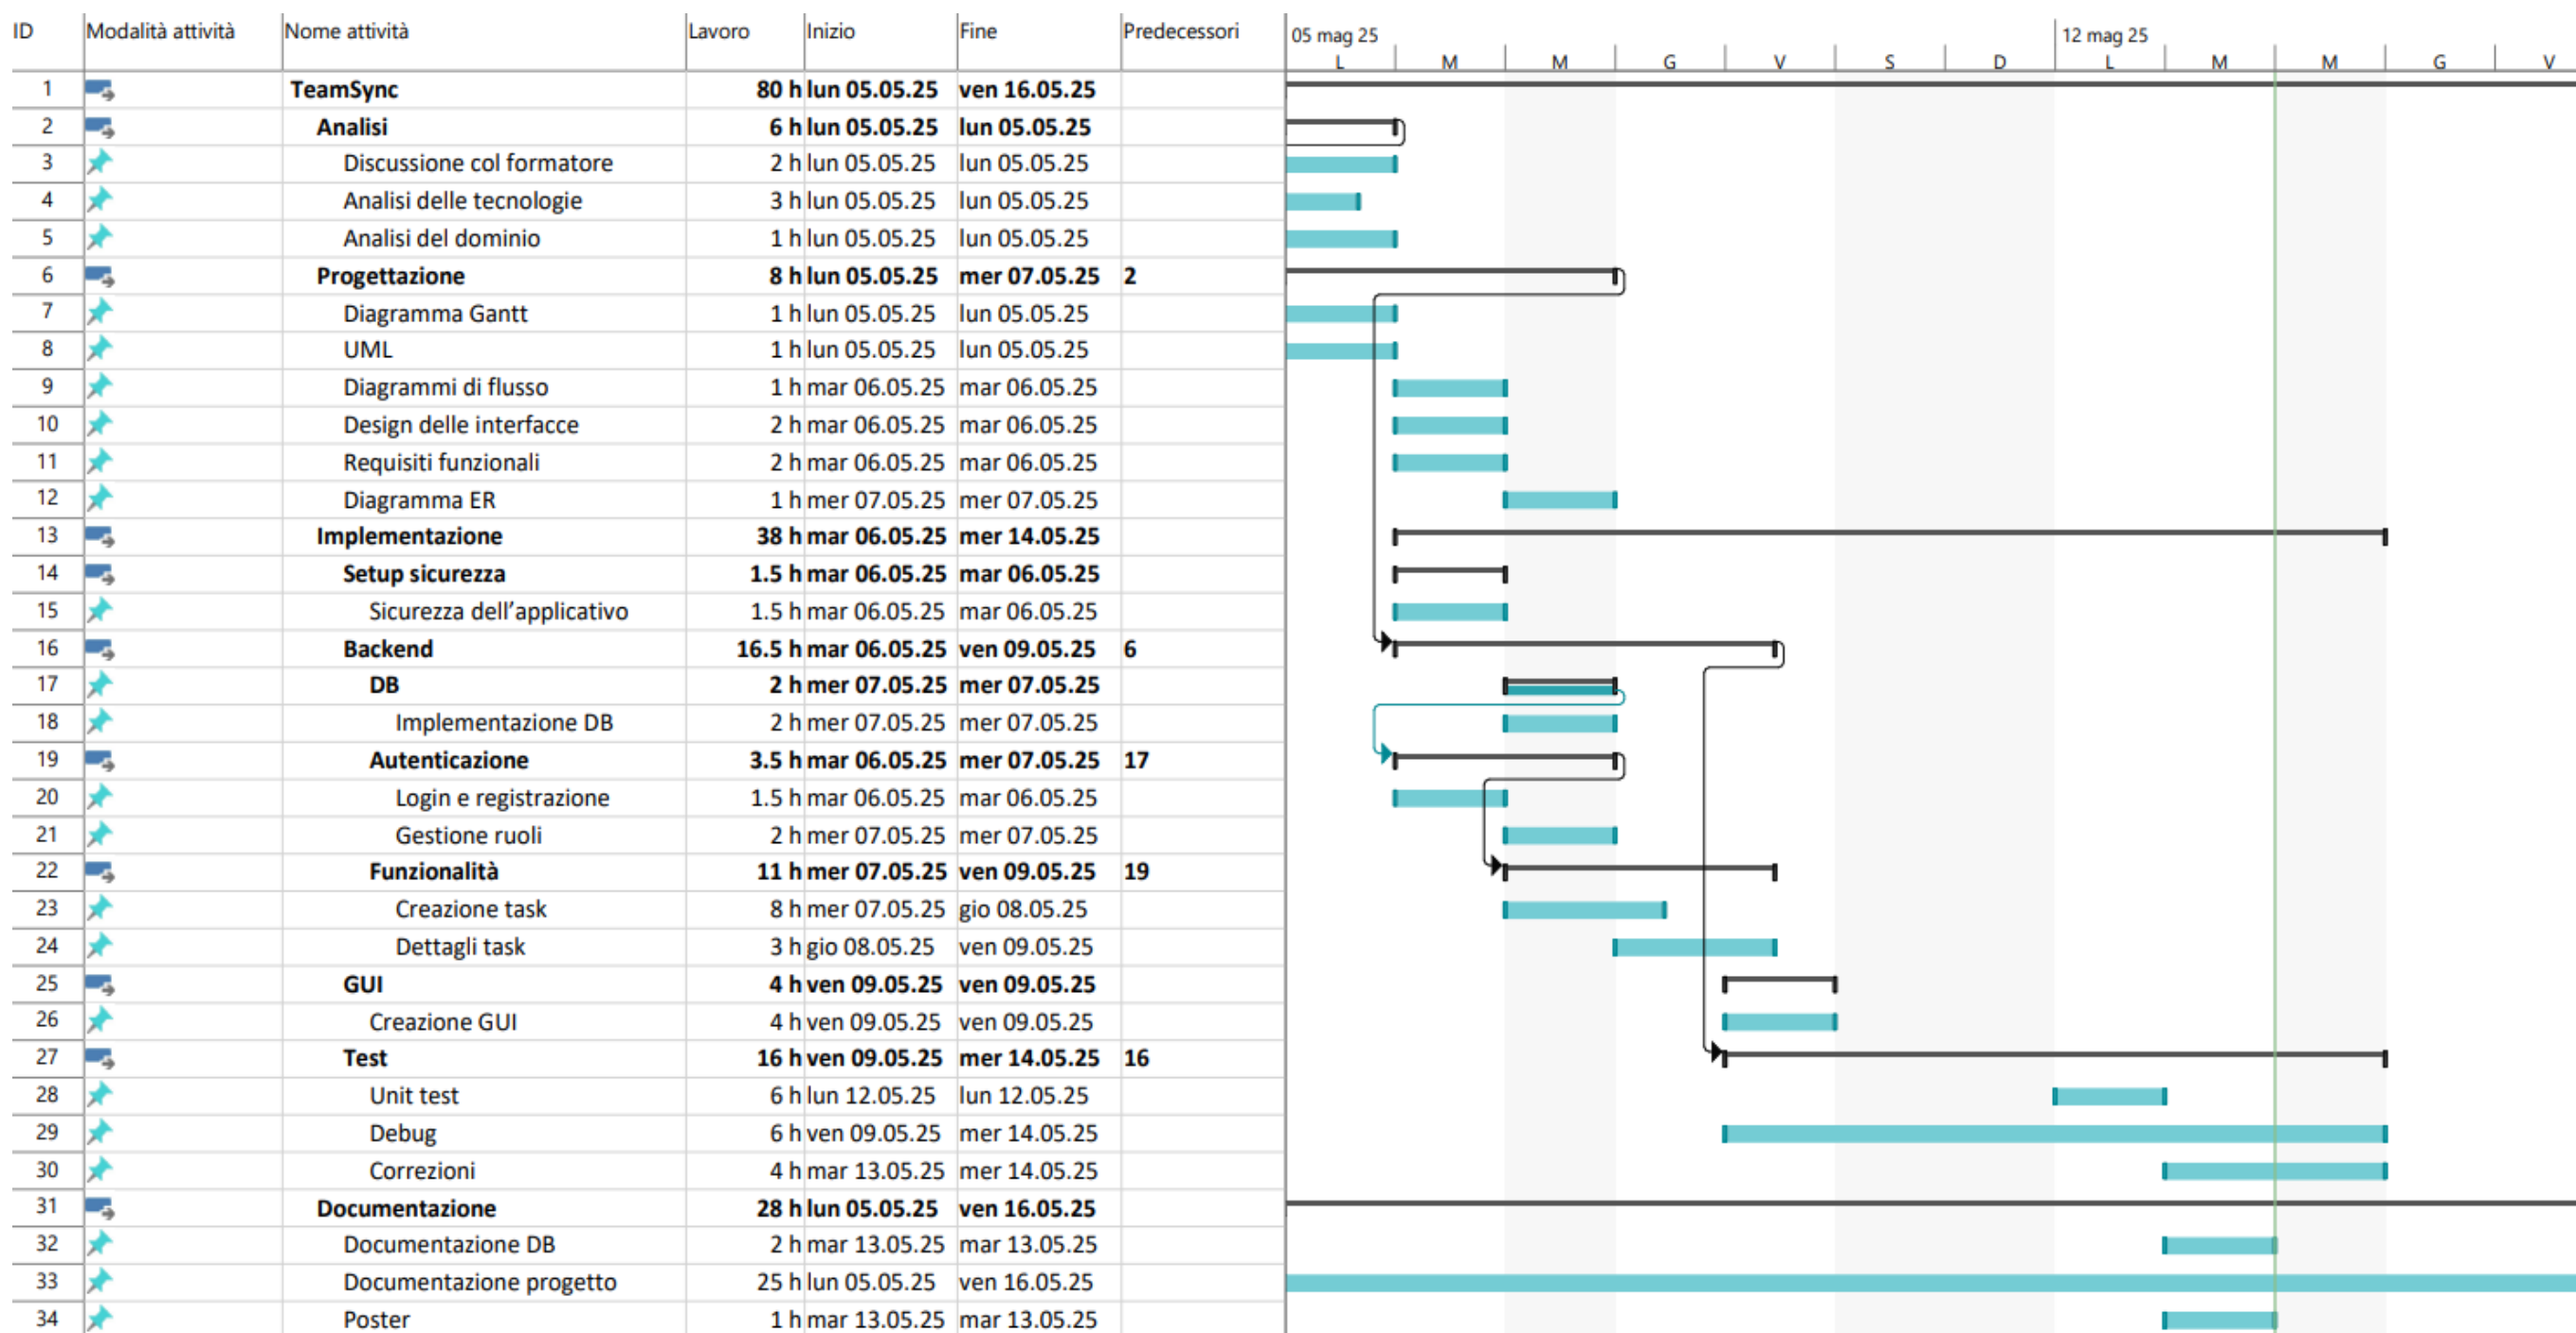 ID Modalità attività Nome attività Lavoro Inizio Fine Predecessori 05 mag 25 12 mag 25
L M M G V S D L M M G V
1 TeamSync 80 h lun 05.05.25 ven 16.05.25
2 Analisi 6 h lun 05.05.25 lun 05.05.25
3 Discussione col formatore 2 h lun 05.05.25 lun 05.05.25
4 Analisi delle tecnologie 3 h lun 05.05.25 lun 05.05.25
5 Analisi del dominio 1 h lun 05.05.25 lun 05.05.25
6 Progettazione 8 h lun 05.05.25 mer 07.05.25 2
7 Diagramma Gantt 1 h lun 05.05.25 lun 05.05.25
8 UML 1 h lun 05.05.25 lun 05.05.25
9 Diagrammi di flusso 1 h mar 06.05.25 mar 06.05.25
10 Design delle interfacce 2 h mar 06.05.25 mar 06.05.25
11 Requisiti funzionali 2 h mar 06.05.25 mar 06.05.25
12 Diagramma ER 1 h mer 07.05.25 mer 07.05.25
13 Implementazione 38 h mar 06.05.25 mer 14.05.25
14 Setup sicurezza 1.5 h mar 06.05.25 mar 06.05.25
15 Sicurezza dell’applicativo 1.5 h mar 06.05.25 mar 06.05.25
16 Backend 16.5 h mar 06.05.25 ven 09.05.25 6
17 DB 2 h mer 07.05.25 mer 07.05.25
18 Implementazione DB 2 h mer 07.05.25 mer 07.05.25
19 Autenticazione 3.5 h mar 06.05.25 mer 07.05.25 17
20 Login e registrazione 1.5 h mar 06.05.25 mar 06.05.25
21 Gestione ruoli 2 h mer 07.05.25 mer 07.05.25
22 Funzionalità 11 h mer 07.05.25 ven 09.05.25 19
23 Creazione task 8 h mer 07.05.25 gio 08.05.25
24 Dettagli task 3 h gio 08.05.25 ven 09.05.25
25 GUI 4 h ven 09.05.25 ven 09.05.25
26 Creazione GUI 4 h ven 09.05.25 ven 09.05.25
27 Test 16 h ven 09.05.25 mer 14.05.25 16
28 Unit test 6 h lun 12.05.25 lun 12.05.25
29 Debug 6 h ven 09.05.25 mer 14.05.25
30 Correzioni 4 h mar 13.05.25 mer 14.05.25
31 Documentazione 28 h lun 05.05.25 ven 16.05.25
32 Documentazione DB 2 h mar 13.05.25 mar 13.05.25
33 Documentazione progetto 25 h lun 05.05.25 ven 16.05.25
34 Poster 1 h mar 13.05.25 mar 13.05.25